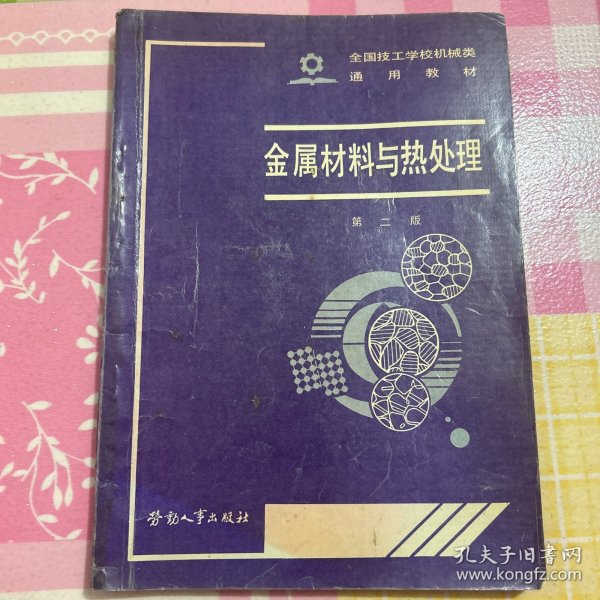 全国技工学校机械类
通用教材
金属材料与热处理
第二版
劳动人事出版社
孔夫子旧书网
www.kongfz.com